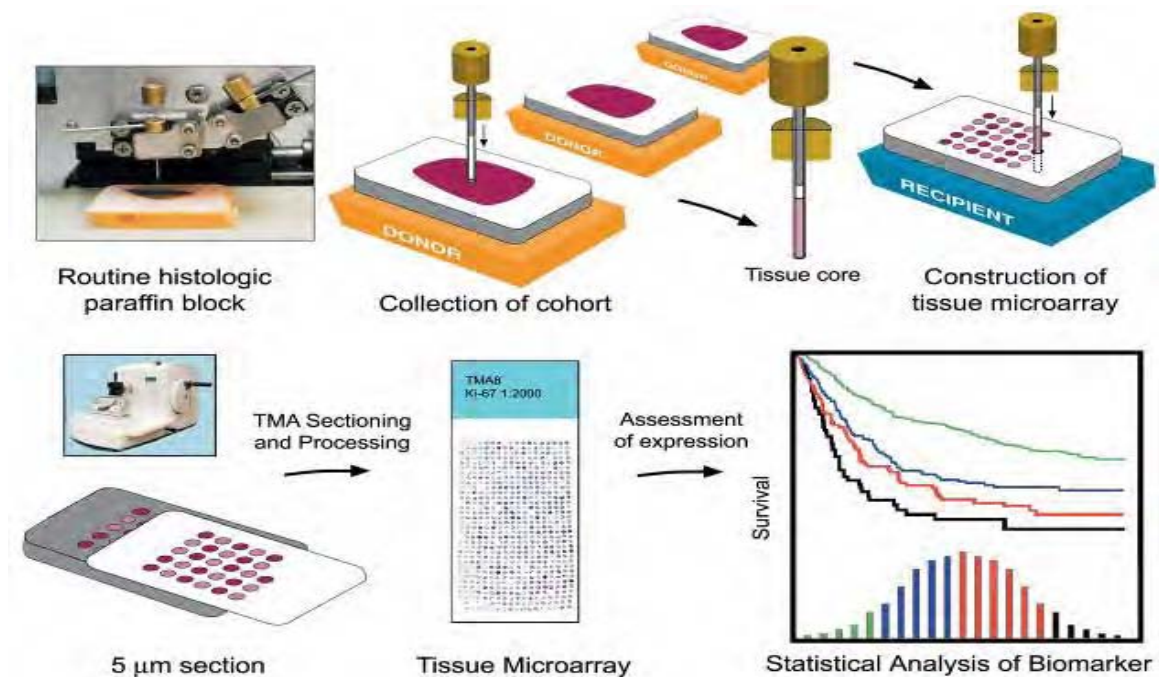 DONOR
DONOR
DONOR
RECIPIENT
Routine histologic
paraffin block
Collection of cohort
Tissue core
Construction of
tissue microarray
TMA8
KI-67 1:2000
TMA Sectioning
and Processing
Assessment
of expression
Survival
5 µm section
Tissue Microarray
Statistical Analysis of Biomarker